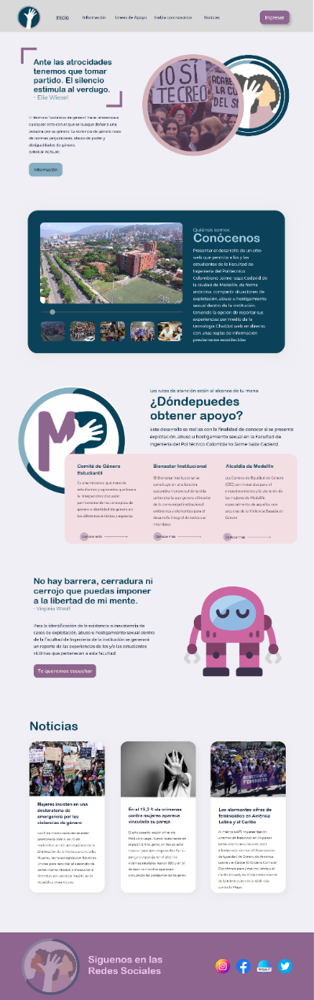 Inicio
Información
Lineas de Apoyo
Habla con nosotros
Noticias
Ingresar
Ante las atrocidades
tenemos que tomar
partido. El silencio
estimula al verdugo.
- Elie Wiesel
El término "violencia de género" hace referencia a
cualquier acto con el que se busque dañar a una
persona por su género. La violencia de género nace
de normas perjudiciales, abuso de poder y
desigualdades de género.
(UNHCR ACNUR)
Información
YO SÍ
TE CREO
ACABE
LA CU
DEL S
Quiénes somos
Conócenos
Presentar el desarrollo de un sitio
web que permita a los y las
estudiantes de la Facultad de
Ingeniería del Politécnico
Colombiano Jaime Isaza Cadavid de
la ciudad de Medellín, de forma
anónima, compartir situaciones de
explotación, abuso u hostigamiento
sexual dentro de la institución,
teniendo la opción de reportar sus
experiencias por medio de la
tecnología ChatBot web en directo,
con unas reglas de información
previamente establecidas
Las rutas de atención están al alcance de tu mano
¿Dóndepuedes
obtener apoyo?
Este desarrollo se realiza con la finalidad de conocer si se presenta
explotación, abuso u hostigamiento sexual en la Facultad de
Ingeniería del Politécnico Colombiano Jaime Isaza Cadavid.
Comité de Género
Estudiantil
Es una iniciativa que nace de
estudiantes y egresados que busca
la integración y discusión
permanente de los conceptos de
género e identidad de género en
los diferentes ámbitos y espacios
Conoce más
Bienestar Institucional
El Bienestar Institucional se
constituye en una función
sustantiva transversal de la vida
universitaria que genera al interior
de la comunidad institucional
ambientes y elementos para el
desarrollo integral de todos sus
miembros
Conoce más
Alcaldía de Medellín
Los Centros de Equidad de Género
(CEG) son instancias para el
empoderamiento y la atención de
las mujeres de Medellín,
especialmente de aquellas con
secuelas de la Violencia Basada en
Género
Conoce más
No hay barrera, cerradura ni
cerrojo que puedas imponer
a la libertad de mi mente.
- Virginia Woolf
Para la identificación de la existencia o inexistencia de
casos de explotación, abuso u hostigamiento sexual dentro
de la Facultad de Ingeniería de la institución se generará
un reporte de las experiencias de los y/o las estudiantes
víctimas que pertenecen a esta facultad
Te queremos escuchar
Noticias
Mujeres insisten en una
declaratoria de
emergencia por las
violencias de género
En el 13,2 % de crímenes
contra mujeres aparece
vinculada su pareja
RESISTENCIA
FEMINISTA
Las alarmantes cifras de
feminicidios en América
Latina y el Caribe
Siguenos en las
Redes Sociales
https://